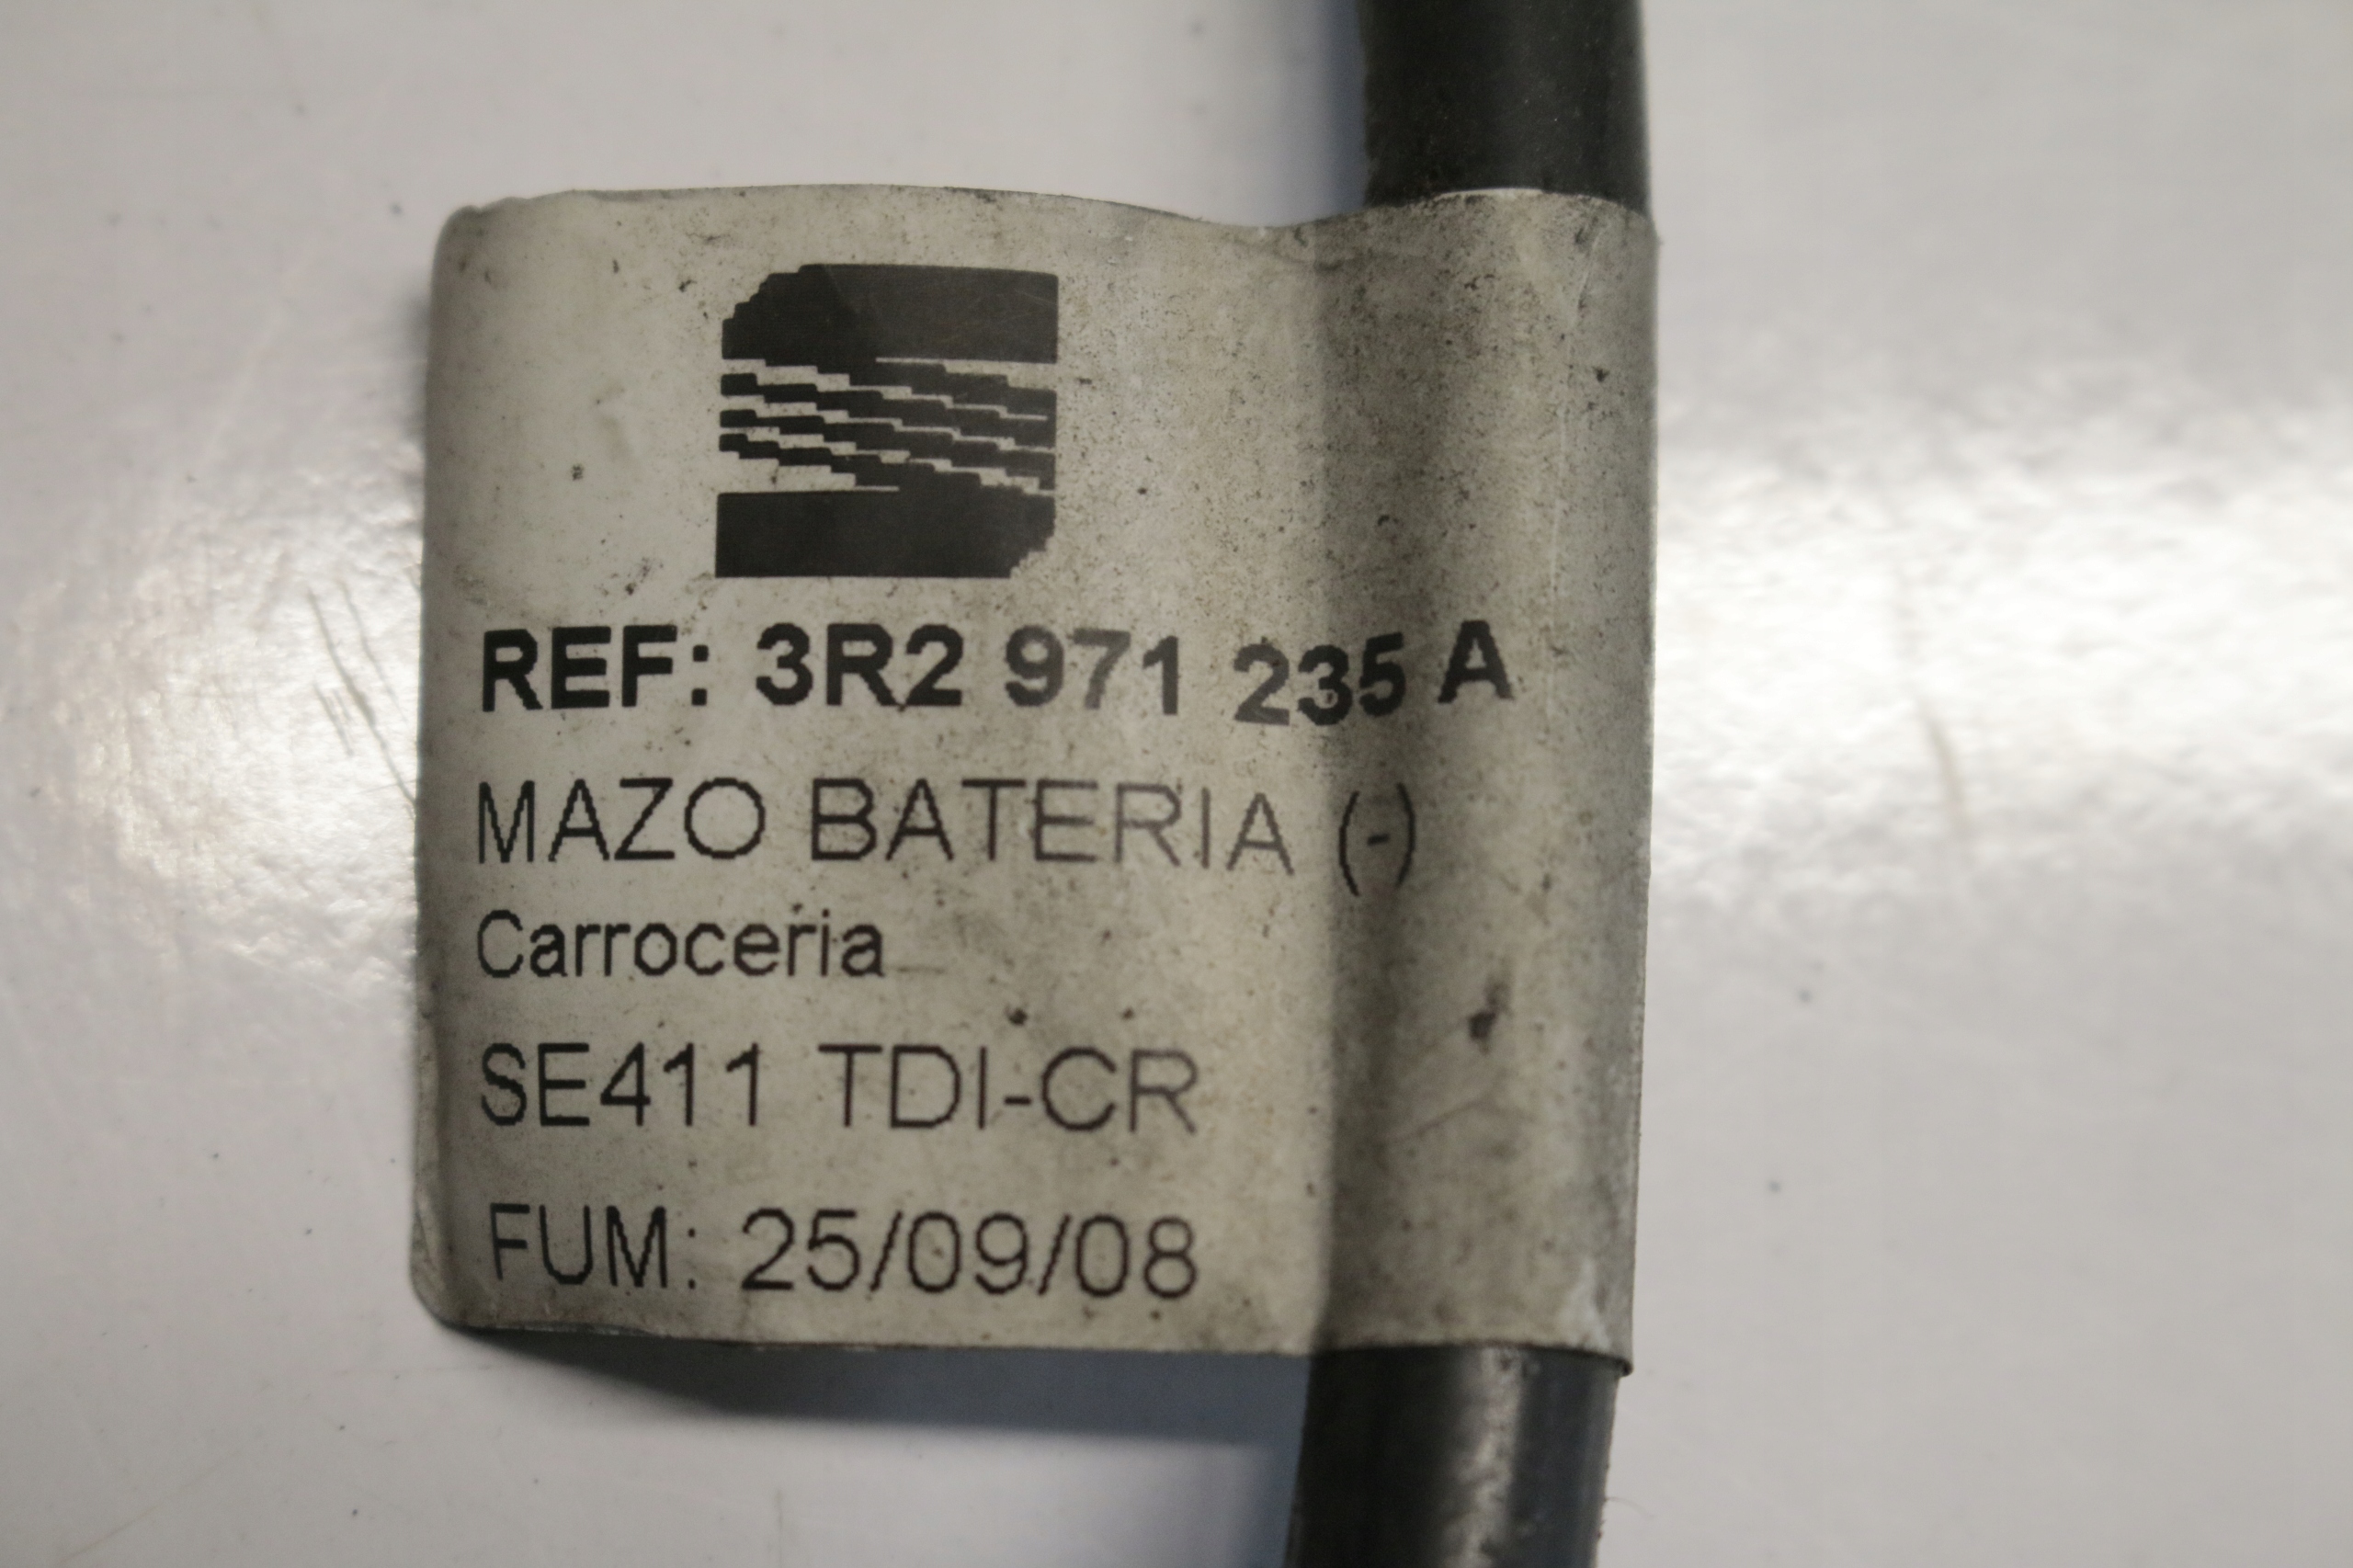 REF: 3R2 971 235 A
MAZO BATERIA (-)
Carroceria
SE411 TDI-CR
FUM: 25/09/08